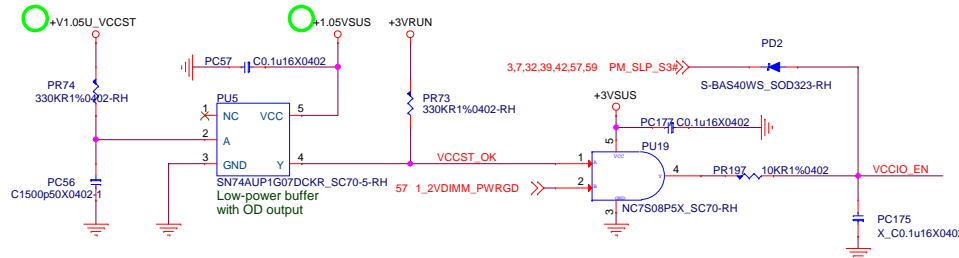 +V1.05U_VCCST
+1.05VSUS
+3VRUN
PR74
330KR1%0402-RH
PC57
C0.1u16X0402
PU5
1
NC
VCC
5
2
A
3
GND
Y
4
SN74AUP1G07DCKR_SC70-5-RH
Low-power buffer
with OD output
PC56
C1500p50X0402-1
PR73
330KR1%0402-RH
VCCST_OK
57 1_2VDIMM_PWRGD
3,7,32,39,42,57,59 PM_SLP_S3#
PD2
S-BAS40WS_SOD323-RH
+3VSUS
PC177
C0.1u16X0402
PU19
5
VCC
1
A
2
B
Y
4
GND
3
NC7S08P5X_SC70-RH
PR197
10KR1%0402
VCCIO_EN
PC175
X_C0.1u16X0402